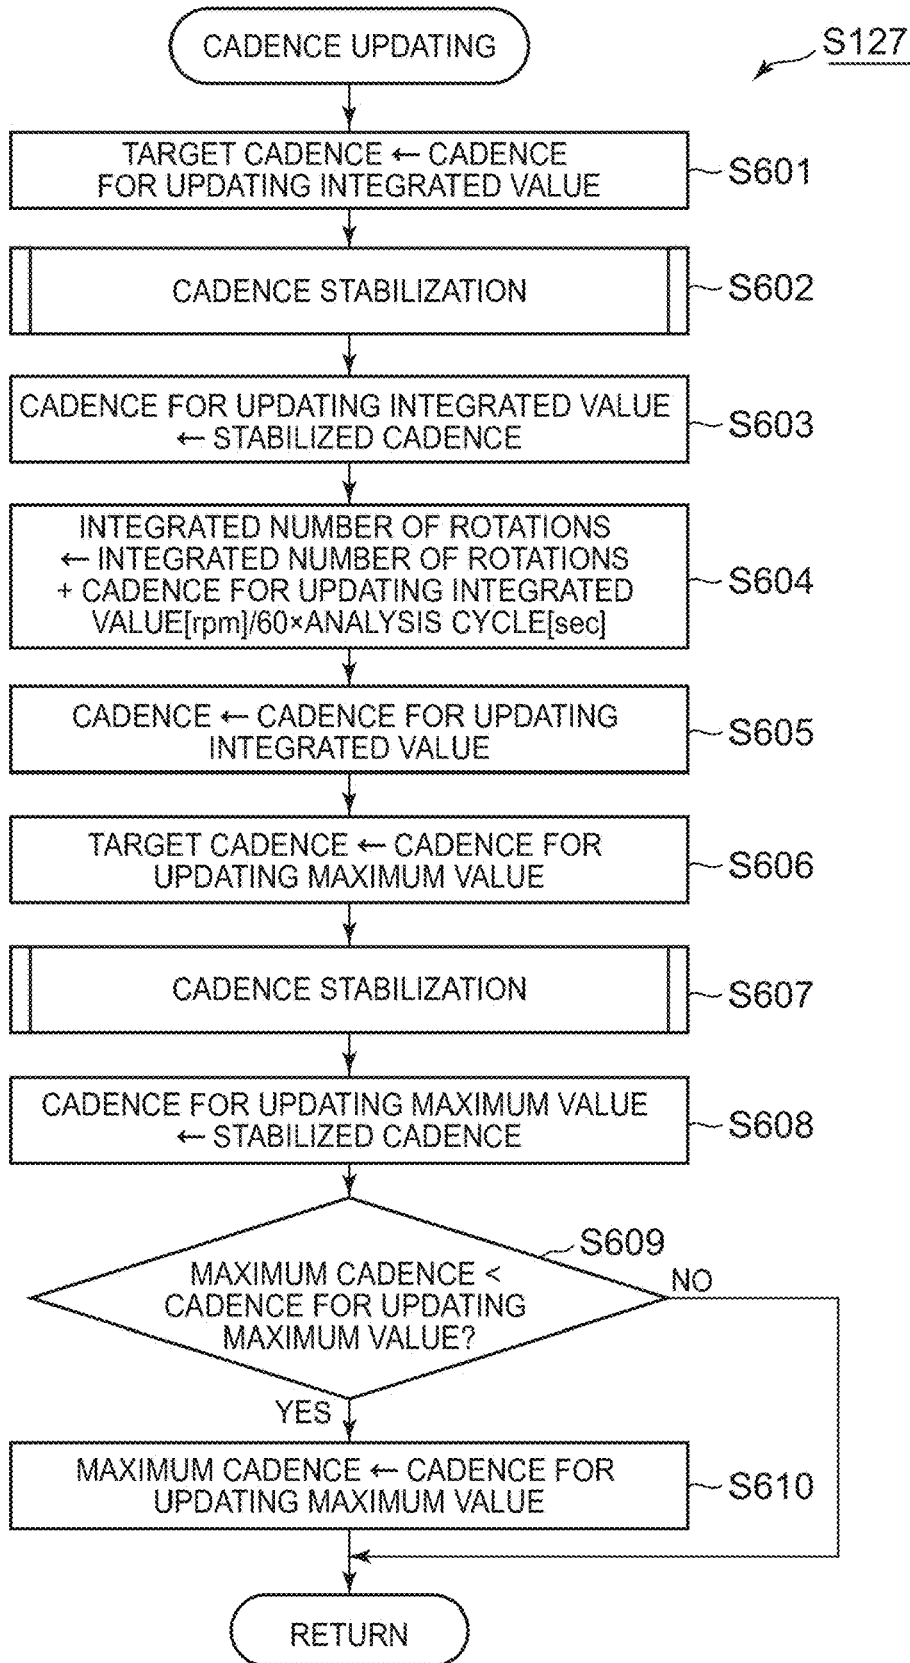 CADENCE UPDATING
S127
TARGET CADENCE ← CADENCE
FOR UPDATING INTEGRATED VALUE
S601
CADENCE STABILIZATION
S602
CADENCE FOR UPDATING INTEGRATED VALUE
← STABILIZED CADENCE
S603
INTEGRATED NUMBER OF ROTATIONS
← INTEGRATED NUMBER OF ROTATIONS
+ CADENCE FOR UPDATING INTEGRATED
VALUE[rpm]/60×ANALYSIS CYCLE[sec]
S604
CADENCE ← CADENCE FOR UPDATING
INTEGRATED VALUE
S605
TARGET CADENCE ← CADENCE FOR
UPDATING MAXIMUM VALUE
S606
CADENCE STABILIZATION
S607
CADENCE FOR UPDATING MAXIMUM VALUE
← STABILIZED CADENCE
S608
S609
MAXIMUM CADENCE <
CADENCE FOR UPDATING
MAXIMUM VALUE?
NO
YES
MAXIMUM CADENCE ← CADENCE FOR
UPDATING MAXIMUM VALUE
S610
RETURN